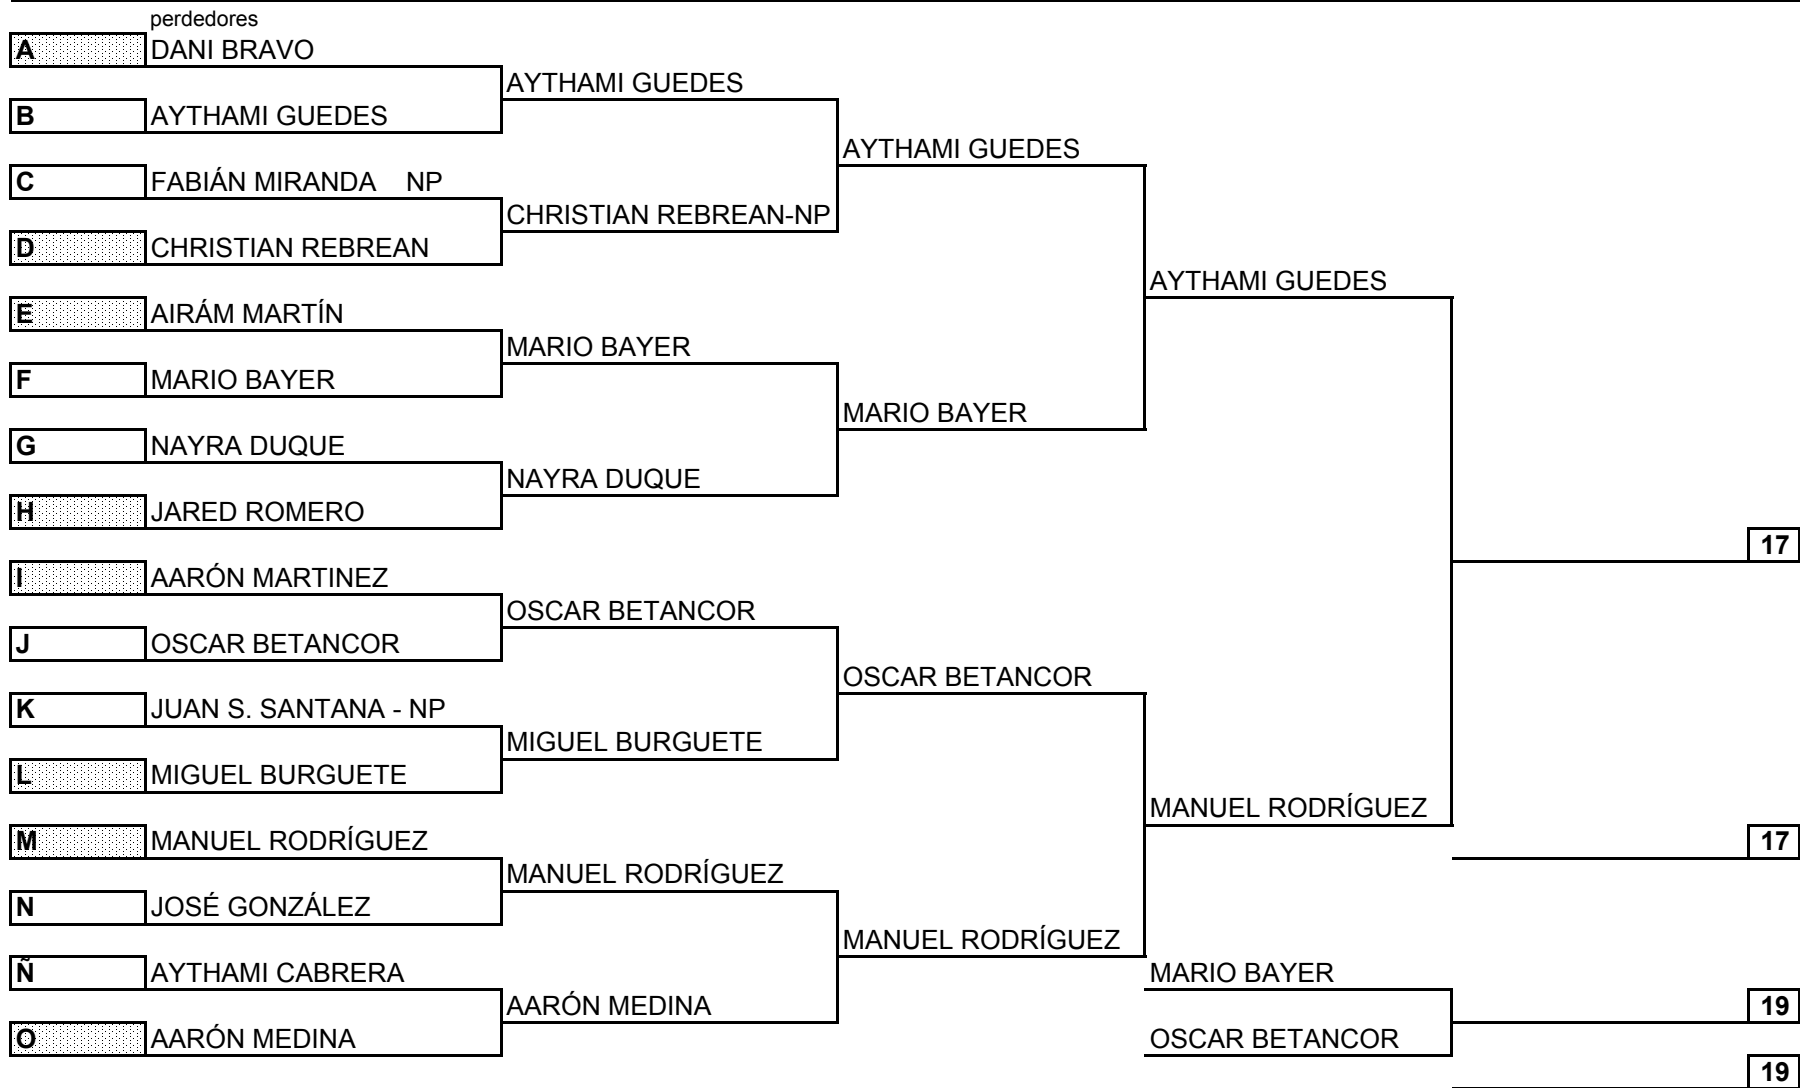 perdedores
A DANI BRAVO
AYTHAMI GUEDES
B AYTHAMI GUEDES
AYTHAMI GUEDES
C FABIÁN MIRANDA NP
CHRISTIAN REBREAN-NP
D CHRISTIAN REBREAN
AYTHAMI GUEDES
E AIRÁM MARTÍN
MARIO BAYER
F MARIO BAYER
MARIO BAYER
G NAYRA DUQUE
NAYRA DUQUE
H JARED ROMERO
17
I AARÓN MARTINEZ
OSCAR BETANCOR
J OSCAR BETANCOR
OSCAR BETANCOR
K JUAN S. SANTANA - NP
MIGUEL BURGUETE
L MIGUEL BURGUETE
MANUEL RODRÍGUEZ
M MANUEL RODRÍGUEZ 17
MANUEL RODRÍGUEZ
N JOSÉ GONZÁLEZ
MANUEL RODRÍGUEZ
Ñ AYTHAMI CABRERA MARIO BAYER
AARÓN MEDINA 19
O AARÓN MEDINA OSCAR BETANCOR
19